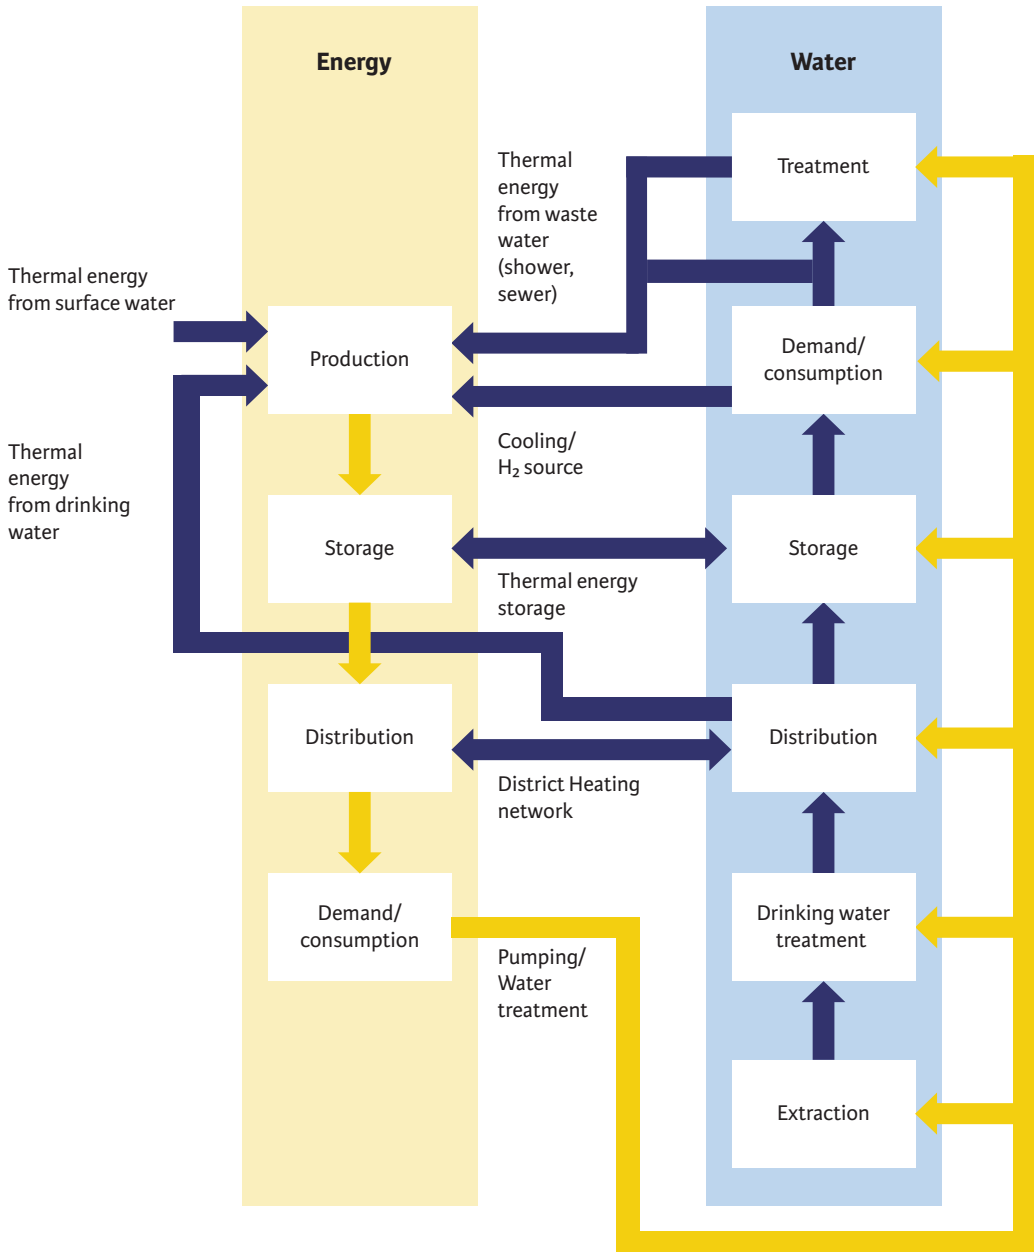 Energy
Water
Thermal
energy
from waste
water
(shower,
sewer)
Treatment
Thermal energy
from surface water
Production
Demand/
consumption
Cooling/
H₂ source
Thermal
energy
from drinking
water
Storage
Storage
Thermal energy
storage
Distribution
Distribution
District Heating
network
Demand/
consumption
Drinking water
treatment
Pumping/
Water
treatment
Extraction